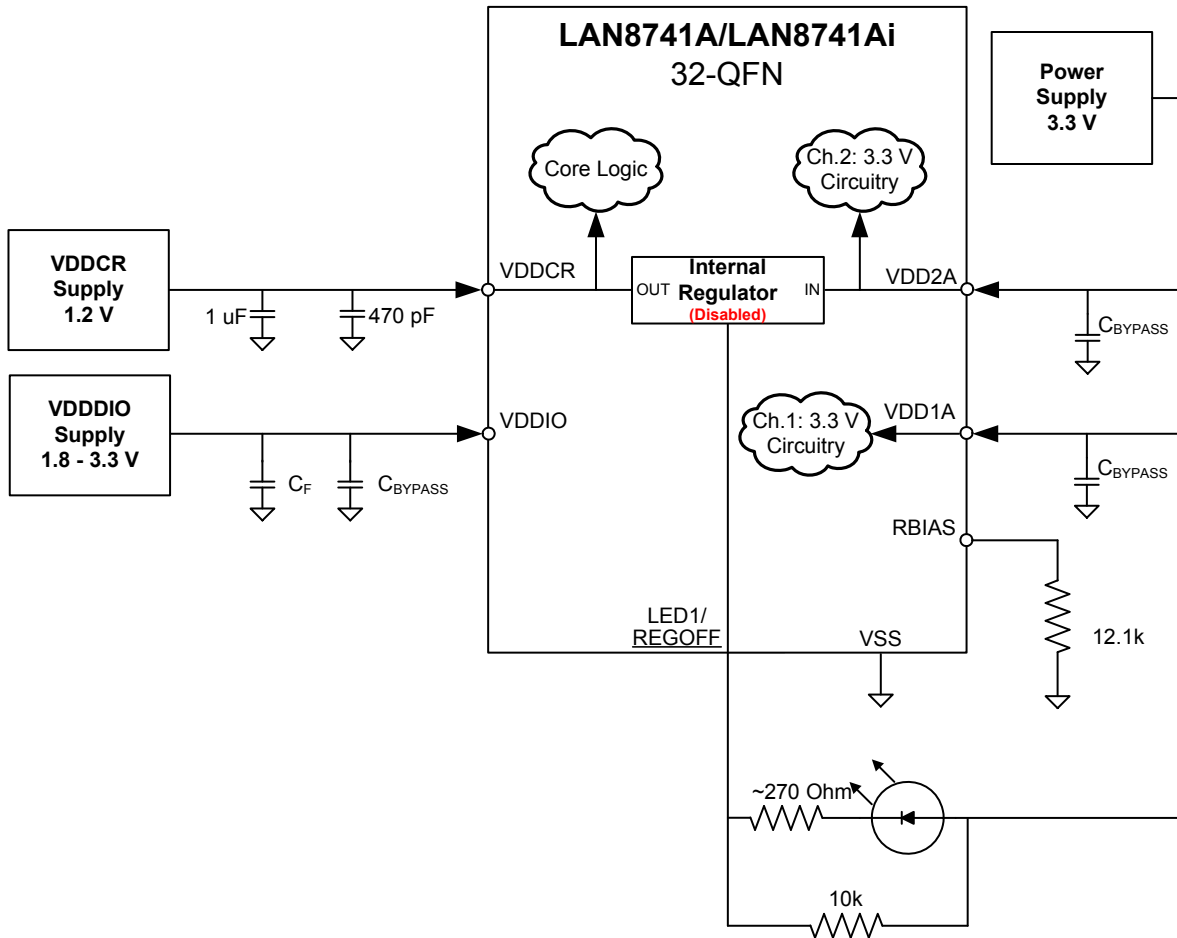 LAN8741A/LAN8741Ai
32-QFN
Power
Supply
3.3 V
Core Logic
Ch.2: 3.3 V
Circuitry
VDDCR
Supply
1.2 V
1 uF
470 pF
VDDCR
OUT
Internal
Regulator
(Disabled)
IN
VDD2A
CBYPASS
VDDDIO
Supply
1.8 - 3.3 V
CF
CBYPASS
VDDIO
Ch.1: 3.3 V
Circuitry
VDD1A
CBYPASS
RBIAS
12.1k
LED1/
REGOFF
VSS
~270 Ohm
10k